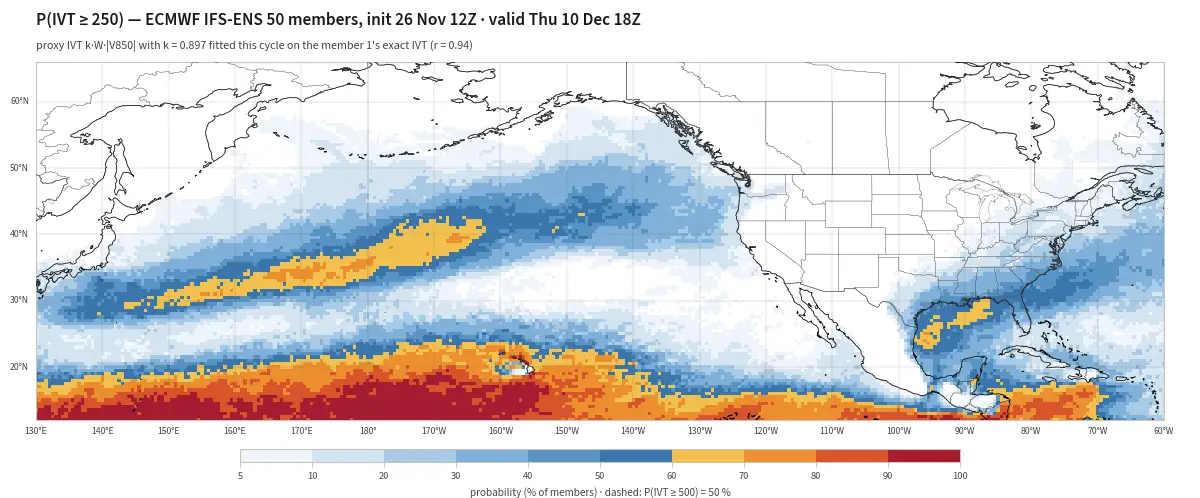 P(IVT ≥ 250) — ECMWF IFS-ENS 50 members, init 26 Nov 12Z · valid Thu 10 Dec 18Z
proxy IVT k·W·|V850| with k = 0.897 fitted this cycle on the member 1's exact IVT (r = 0.94)
60°N
50°N
40°N
30°N
20°N
130°E 140°E 150°E 160°E 170°E 180° 170°W 160°W 150°W 140°W 130°W 120°W 110°W 100°W 90°W 80°W 70°W 60°W
5 10 20 30 40 50 60 70 80 90 100
probability (% of members) · dashed: P(IVT ≥ 500) = 50 %